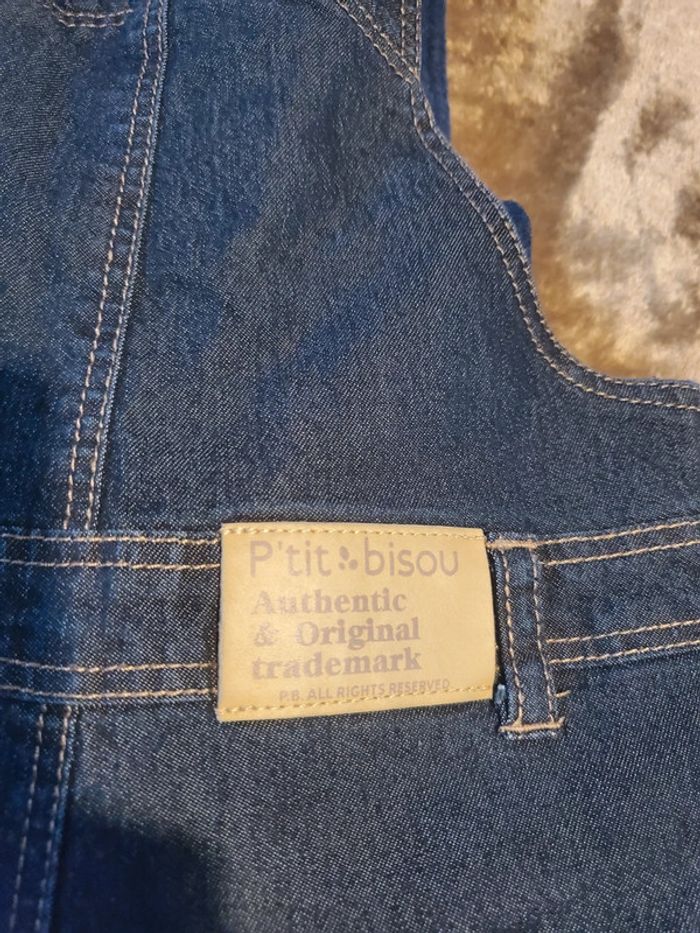 P'tit bisou
Authentic
& Original
trademark
P.B. ALL RIGHTS RESERVED